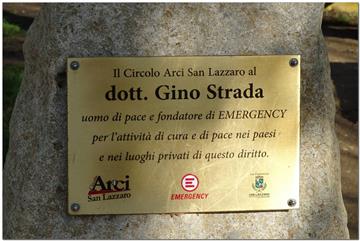 Il Circolo Arci San Lazzaro al
dott. Gino Strada
uomo di pace e fondatore di EMERGENCY
per l'attività di cura e di pace nei paesi
e nei luoghi privati di questo diritto.
Arci
San Lazzaro
EMERGENCY